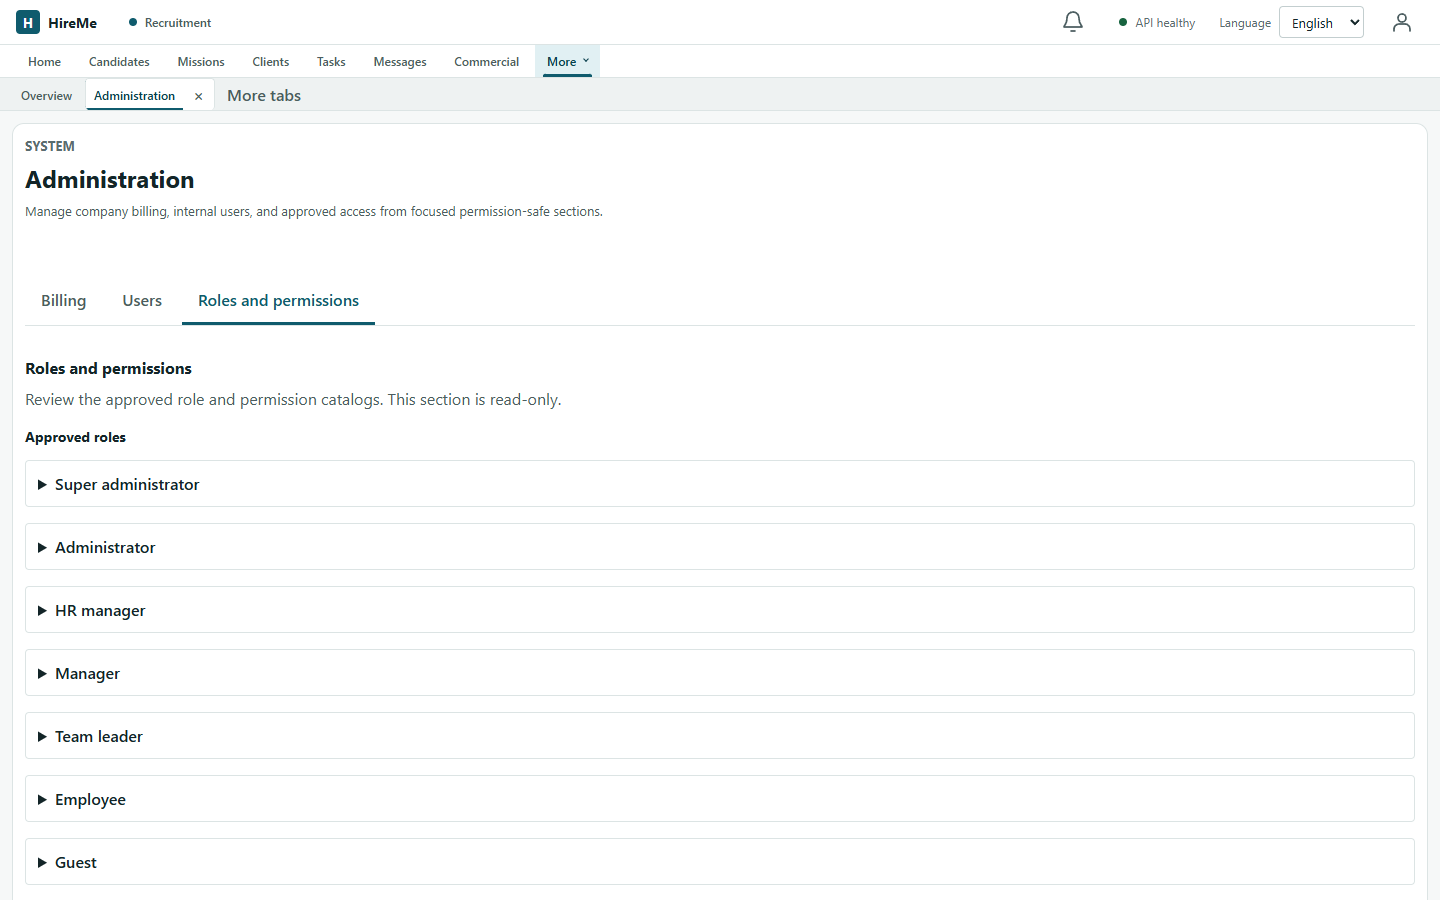 H HireMe Recruitment API healthy Language English
Home Candidates Missions Clients Tasks Messages Commercial More
Overview Administration × More tabs
SYSTEM
Administration
Manage company billing, internal users, and approved access from focused permission-safe sections.
Billing Users Roles and permissions
Roles and permissions
Review the approved role and permission catalogs. This section is read-only.
Approved roles
Super administrator
Administrator
HR manager
Manager
Team leader
Employee
Guest